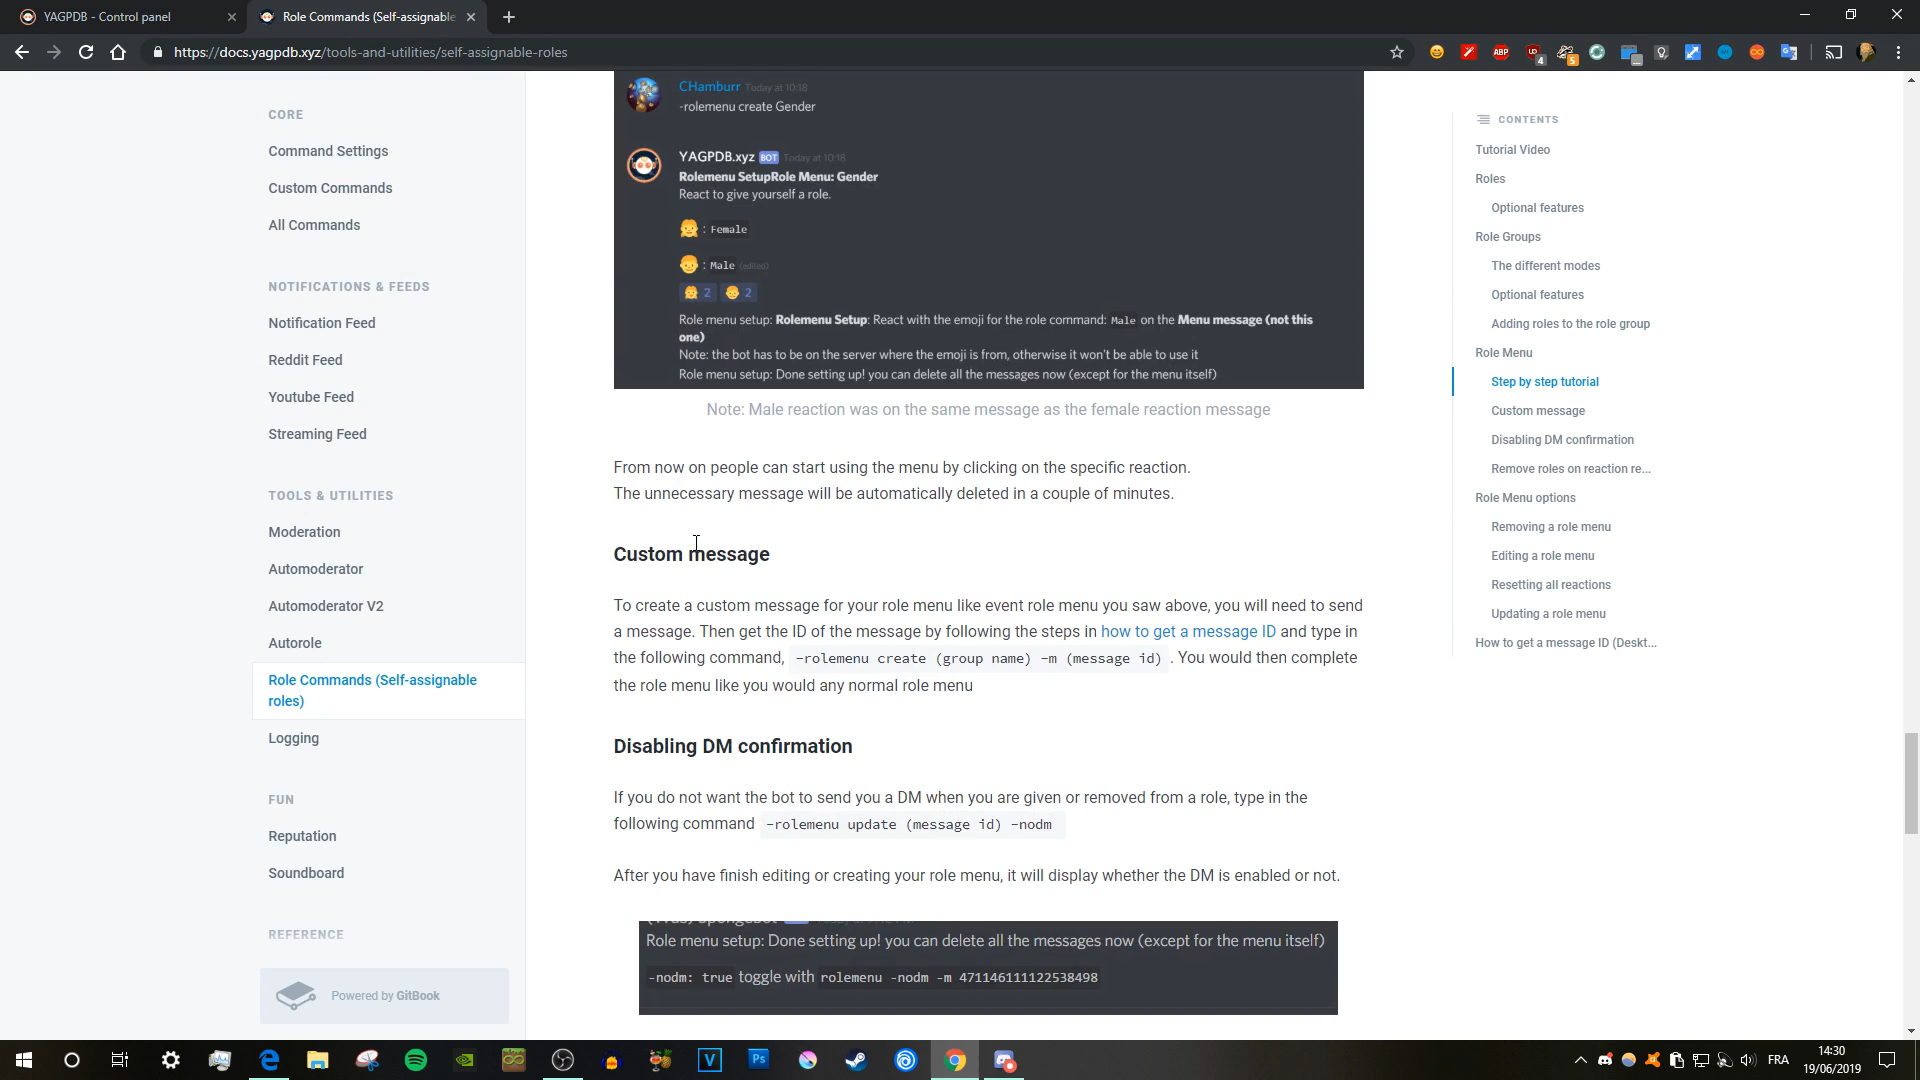 YAGPDB - Control panel
Role Commands (Self-assignable
https://docs.yagpdb.xyz/tools-and-utilities/self-assignable-roles
CORE
Command Settings
Custom Commands
All Commands
NOTIFICATIONS & FEEDS
Notification Feed
Reddit Feed
Youtube Feed
Streaming Feed
TOOLS & UTILITIES
Moderation
Automoderator
Automoderator V2
Autorole
Role Commands (Self-assignable
roles)
Logging
FUN
Reputation
Soundboard
REFERENCE
Powered by GitBook
CHamburr Today at 10:18
-rolemenu create Gender
YAGPDB.xyz BOT Today at 10:18
Rolemenu SetupRole Menu: Gender
React to give yourself a role.
: Female
: Male (edited)
2 2
Role menu setup: Rolemenu Setup: React with the emoji for the role command: Male on the Menu message (not this
one)
Note: the bot has to be on the server where the emoji is from, otherwise it won't be able to use it
Role menu setup: Done setting up! you can delete all the messages now (except for the menu itself)
Note: Male reaction was on the same message as the female reaction message
From now on people can start using the menu by clicking on the specific reaction.
The unnecessary message will be automatically deleted in a couple of minutes.
Custom message
To create a custom message for your role menu like event role menu you saw above, you will need to send
a message. Then get the ID of the message by following the steps in how to get a message ID and type in
the following command, -rolemenu create (group name) -m (message id) . You would then complete
the role menu like you would any normal role menu
Disabling DM confirmation
If you do not want the bot to send you a DM when you are given or removed from a role, type in the
following command -rolemenu update (message id) -nodm
After you have finish editing or creating your role menu, it will display whether the DM is enabled or not.
Role menu setup: Done setting up! you can delete all the messages now (except for the menu itself)
-nodm: true toggle with rolemenu -nodm -m 471146111122538498
CONTENTS
Tutorial Video
Roles
Optional features
Role Groups
The different modes
Optional features
Adding roles to the role group
Role Menu
Step by step tutorial
Custom message
Disabling DM confirmation
Remove roles on reaction re...
Role Menu options
Removing a role menu
Editing a role menu
Resetting all reactions
Updating a role menu
How to get a message ID (Deskt...
FRA
14:30
19/06/2019